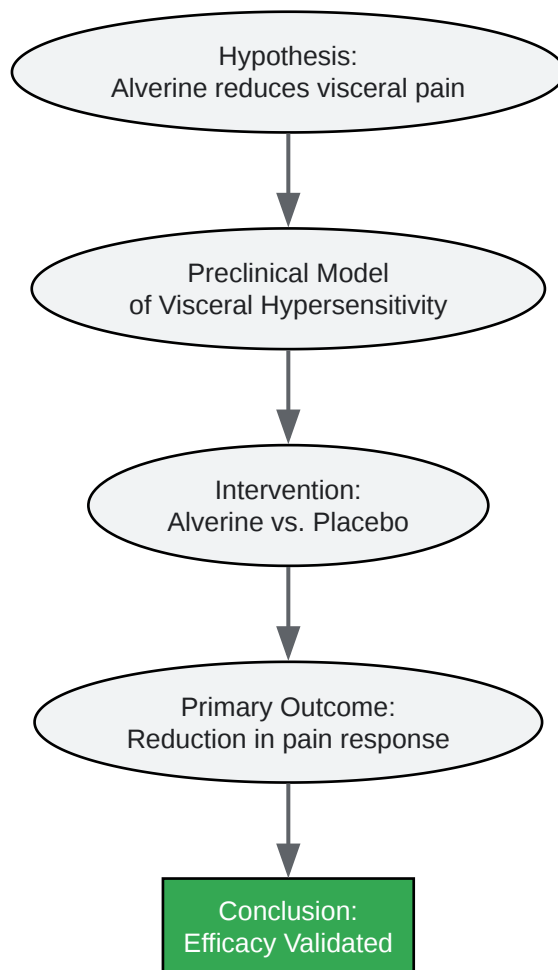 Hypothesis:
Alverine reduces visceral pain
Preclinical Model
of Visceral Hypersensitivity
Intervention:
Alverine vs. Placebo
Primary Outcome:
Reduction in pain response
Conclusion:
Efficacy Validated